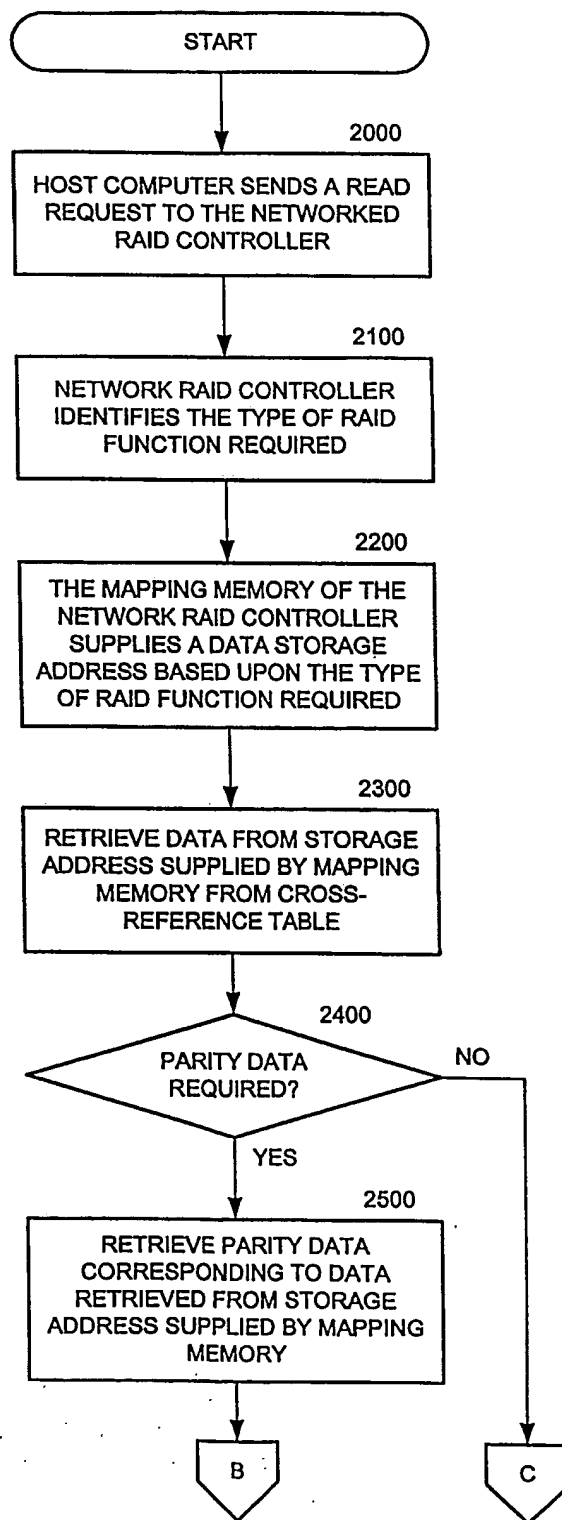 START
2000
HOST COMPUTER SENDS A READ
REQUEST TO THE NETWORKED
RAID CONTROLLER
2100
NETWORK RAID CONTROLLER
IDENTIFIES THE TYPE OF RAID
FUNCTION REQUIRED
2200
THE MAPPING MEMORY OF THE
NETWORK RAID CONTROLLER
SUPPLIES A DATA STORAGE
ADDRESS BASED UPON THE TYPE
OF RAID FUNCTION REQUIRED
2300
RETRIEVE DATA FROM STORAGE
ADDRESS SUPPLIED BY MAPPING
MEMORY FROM CROSS-
REFERENCE TABLE
2400
PARITY DATA
REQUIRED?
NO
YES
2500
RETRIEVE PARITY DATA
CORRESPONDING TO DATA
RETRIEVED FROM STORAGE
ADDRESS SUPPLIED BY MAPPING
MEMORY
B
C